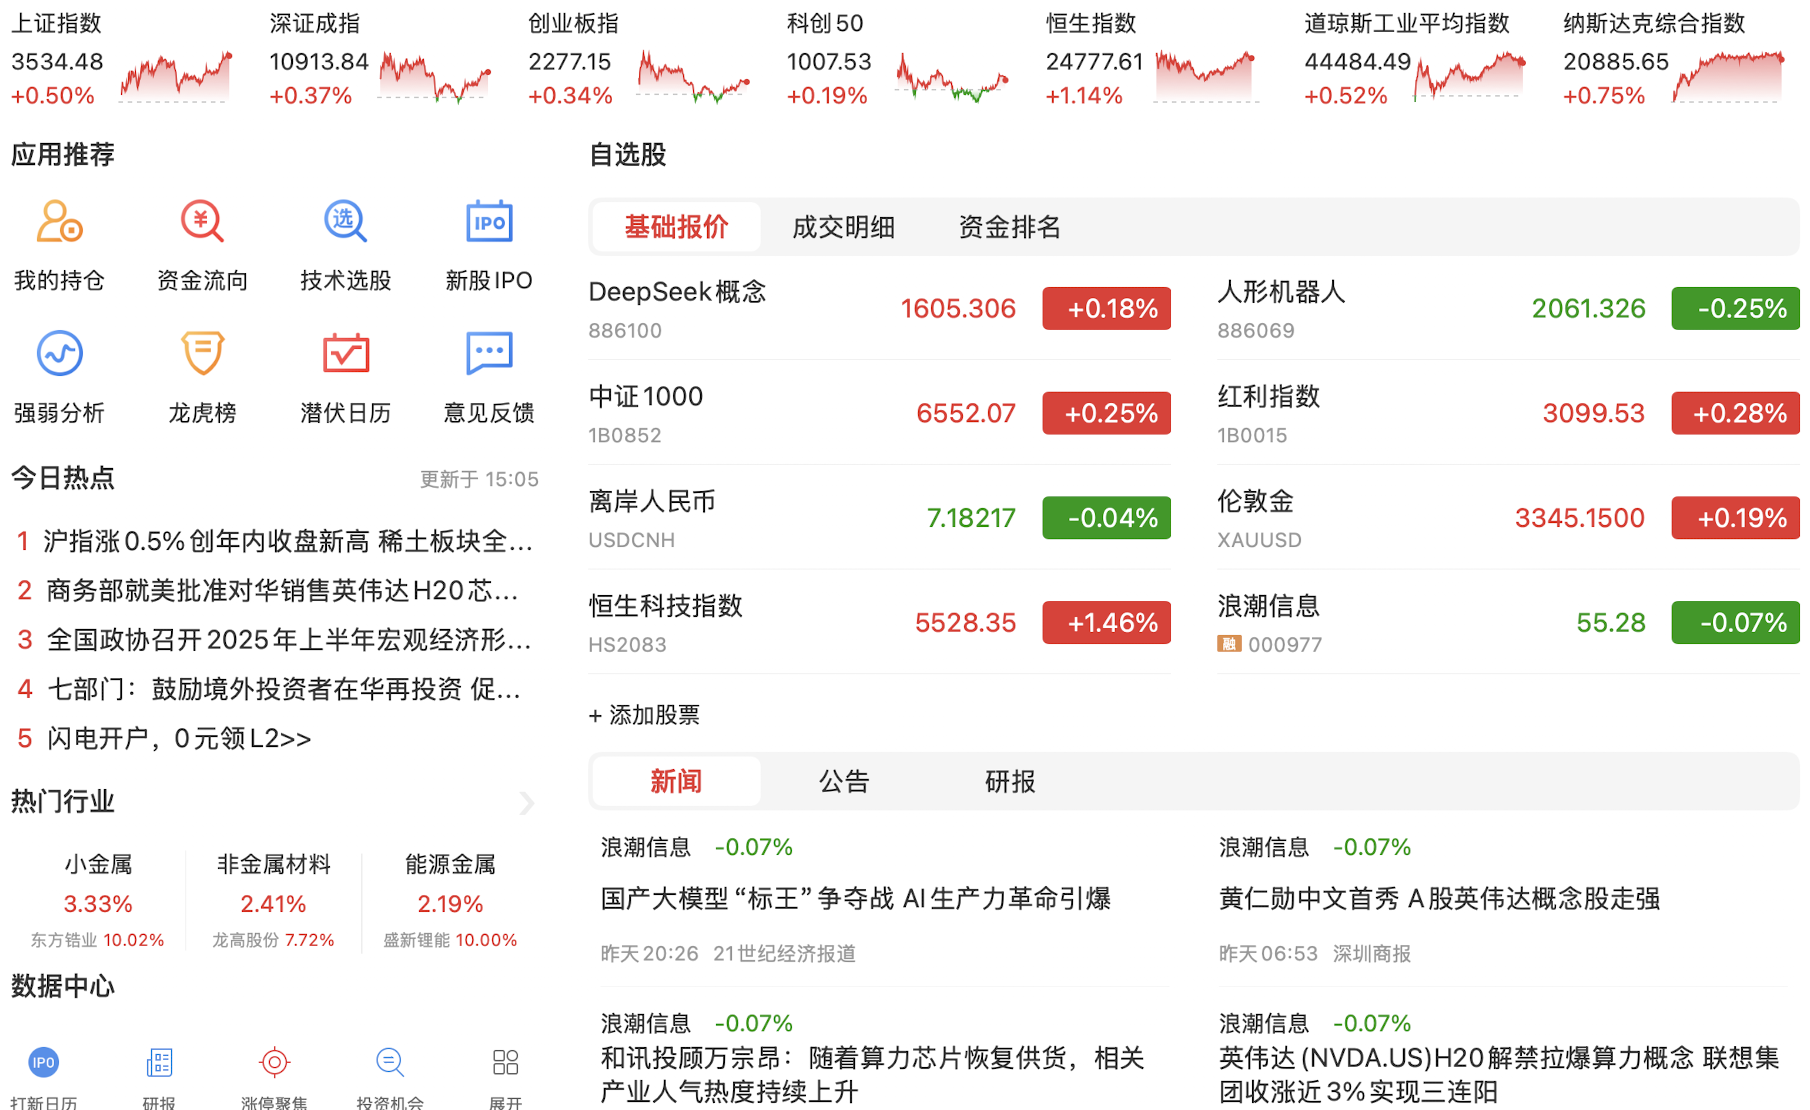 上证指数
3534.48
+0.50%
深证成指
10913.84
+0.37%
创业板指
2277.15
+0.34%
科创50
1007.53
+0.19%
恒生指数
24777.61
+1.14%
道琼斯工业平均指数
44484.49
+0.52%
纳斯达克综合指数
20885.65
+0.75%
应用推荐
我的持仓
¥
资金流向
选
技术选股
IPO
新股IPO
强弱分析
龙虎榜
潜伏日历
意见反馈
今日热点
更新于 15:05
1 沪指涨0.5%创年内收盘新高 稀土板块全...
2 商务部就美批准对华销售英伟达H20芯...
3 全国政协召开2025年上半年宏观经济形...
4 七部门：鼓励境外投资者在华再投资 促...
5 闪电开户，0元领L2>>
热门行业
小金属
3.33%
东方锆业 10.02%
非金属材料
2.41%
龙高股份 7.72%
能源金属
2.19%
盛新锂能 10.00%
数据中心
IPO
打新日历
研报
涨停聚焦
投资机会
展开
自选股
基础报价 成交明细 资金排名
DeepSeek概念
886100
1605.306
+0.18%
人形机器人
886069
2061.326
-0.25%
中证1000
1B0852
6552.07
+0.25%
红利指数
1B0015
3099.53
+0.28%
离岸人民币
USDCNH
7.18217
-0.04%
伦敦金
XAUUSD
3345.1500
+0.19%
恒生科技指数
HS2083
5528.35
+1.46%
浪潮信息
融 000977
55.28
-0.07%
+ 添加股票
新闻 公告 研报
浪潮信息 -0.07%
国产大模型“标王”争夺战 AI生产力革命引爆
昨天20:26 21世纪经济报道
浪潮信息 -0.07%
黄仁勋中文首秀 A股英伟达概念股走强
昨天06:53 深圳商报
浪潮信息 -0.07%
和讯投顾万宗昂：随着算力芯片恢复供货，相关
产业人气热度持续上升
浪潮信息 -0.07%
英伟达(NVDA.US)H20解禁拉爆算力概念 联想集
团收涨近3%实现三连阳